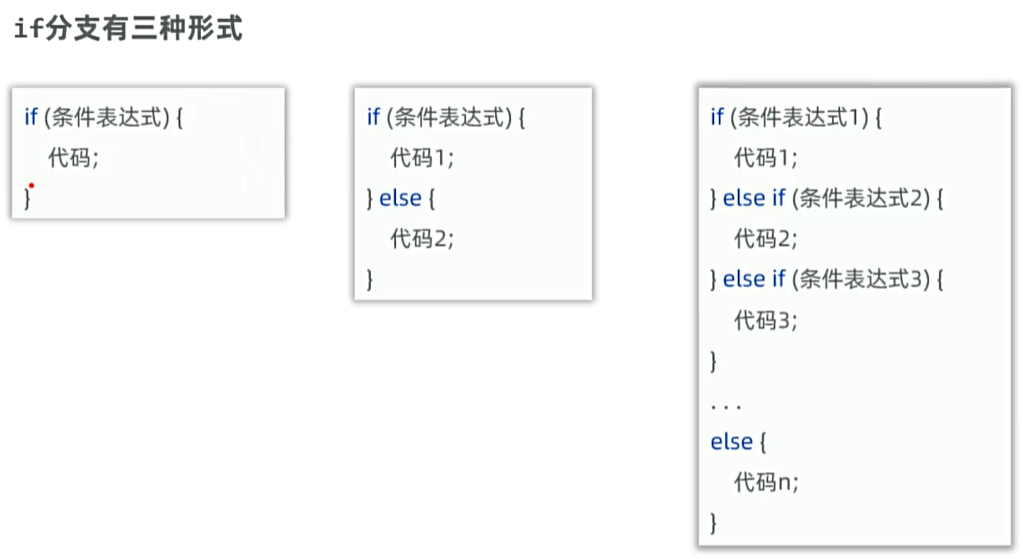 if分支有三种形式
if (条件表达式) {
代码;
}
if (条件表达式) {
代码1;
} else {
代码2;
}
if (条件表达式1) {
代码1;
} else if (条件表达式2) {
代码2;
} else if (条件表达式3) {
代码3;
}
...
else {
代码n;
}